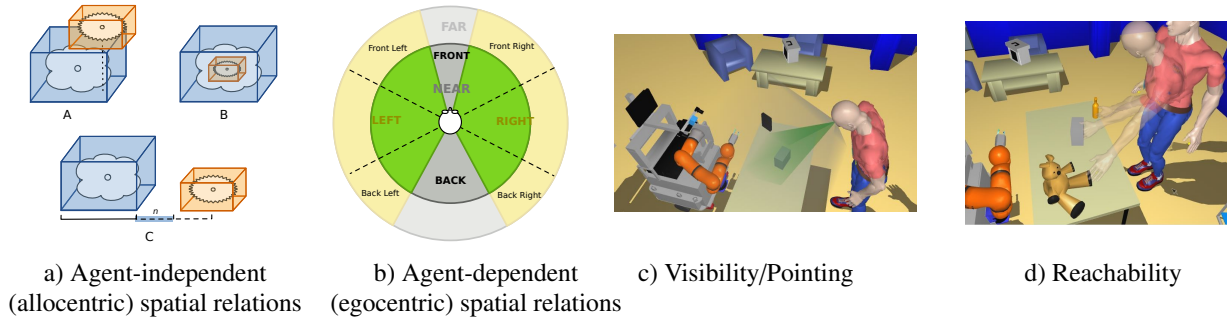 A
B
n
C
FAR
Front Left
Front Right
FRONT
NEAR
LEFT
RIGHT
Back Left
BACK
Back Right
a) Agent-independent
(allocentric) spatial relations
b) Agent-dependent
(egocentric) spatial relations
c) Visibility/Pointing
d) Reachability